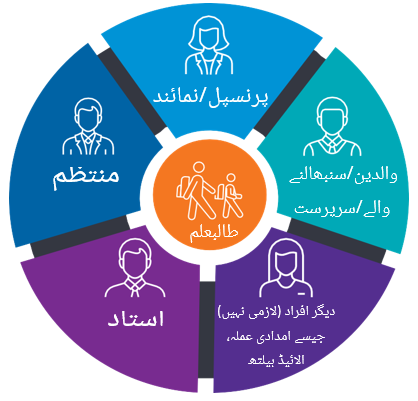 پرنسپل/نمائند
والدین/سنبھالنے
والے/سرپرست
دیگر افراد (لازمی نہیں)
جیسے امدادی عملہ،
الائیڈ ہیلتھ
استاد
منتظم
طالبعلم